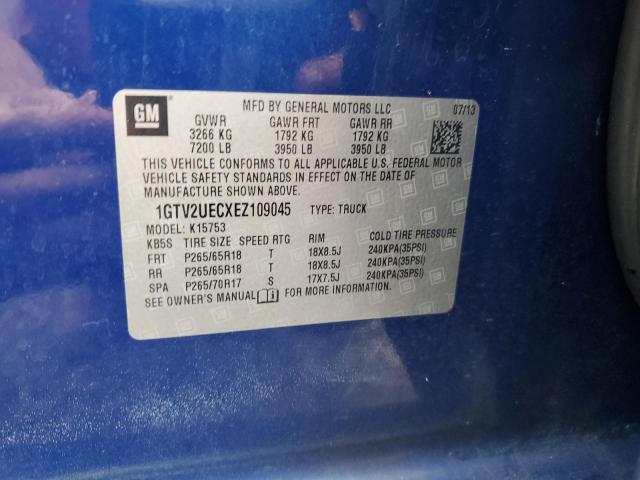 GM
MFD BY GENERAL MOTORS LLC 07/13
GVWR GAWR FRT GAWR RR
3266 KG 1792 KG 1792 KG
7200 LB 3950 LB 3950 LB
THIS VEHICLE CONFORMS TO ALL APPLICABLE U.S. FEDERAL MOTOR
VEHICLE SAFETY STANDARDS IN EFFECT ON THE DATE OF
MANUFACTURE SHOWN ABOVE.
1GTV2UECXEZ109045 TYPE: TRUCK
MODEL: K15753
KB5S TIRE SIZE SPEED RTG RIM COLD TIRE PRESSURE
FRT P265/65R18 T 18X8.5J 240KPA(35PSI)
RR P265/65R18 T 18X8.5J 240KPA(35PSI)
SPA P265/70R17 S 17X7.5J 240KPA(35PSI)
SEE OWNER'S MANUAL FOR MORE INFORMATION.